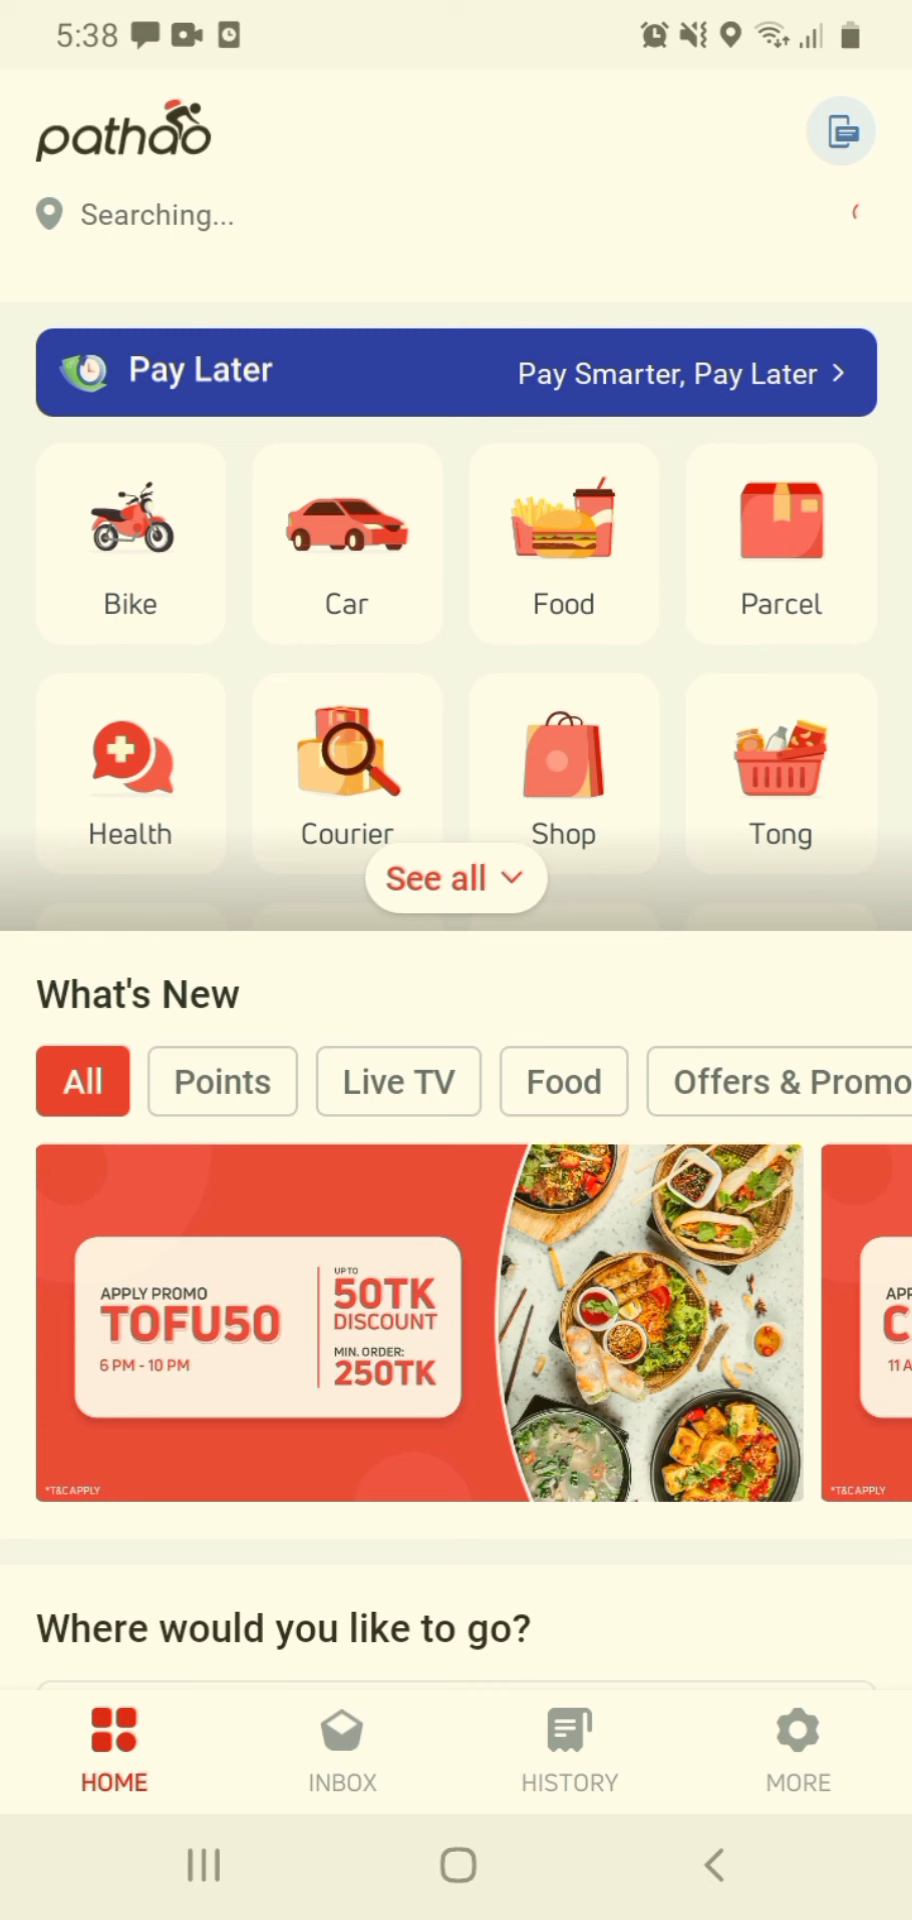 5:38
pathao
Searching...
Pay Later
Pay Smarter, Pay Later
Bike
Car
Food
Parcel
Health
Courier
Shop
Tong
See all
What's New
All
Points
Live TV
Food
Offers & Promo
APPLY PROMO
TOFU50
6 PM - 10 PM
UPTO
50TK
DISCOUNT
MIN. ORDER:
250TK
*T&C APPLY
APP
C
11 A
*T&C APPLY
Where would you like to go?
HOME
INBOX
HISTORY
MORE